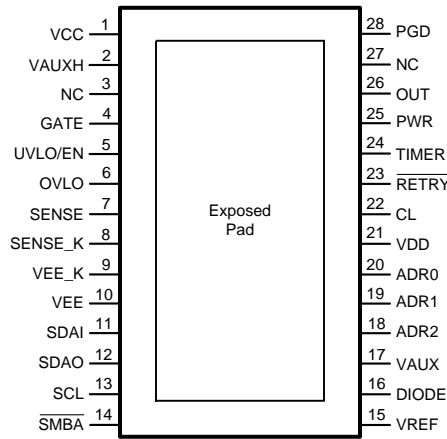 VCC 1
VAUXH 2
NC 3
GATE 4
UVLO/EN 5
OVLO 6
SENSE 7
SENSE_K 8
VEE_K 9
VEE 10
SDAI 11
SDAO 12
SCL 13
SMBA 14
Exposed
Pad
28 PGD
27 NC
26 OUT
25 PWR
24 TIMER
23 RETRY
22 CL
21 VDD
20 ADR0
19 ADR1
18 ADR2
17 VAUX
16 DIODE
15 VREF